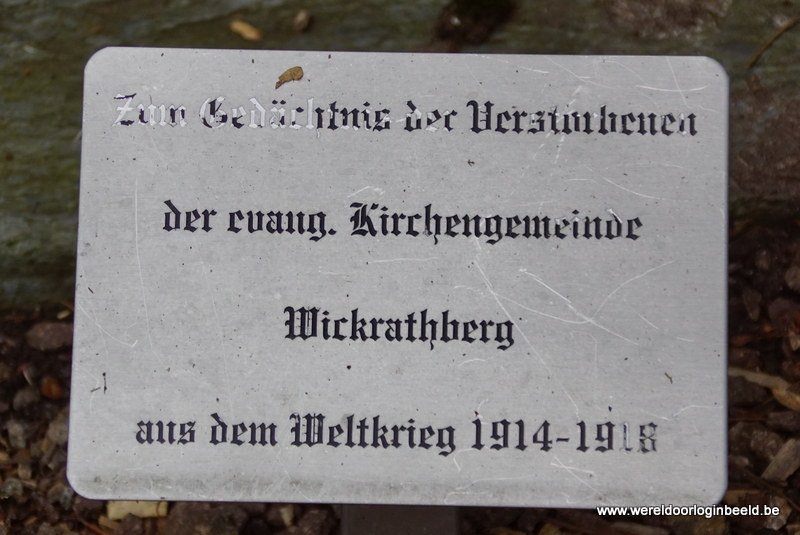 Zum Gedächtnis der Verstorbenen
der evang. Kirchengemeinde
Wickrathberg
aus dem Weltkrieg 1914-1918
www.wereldoorloginbeeld.be